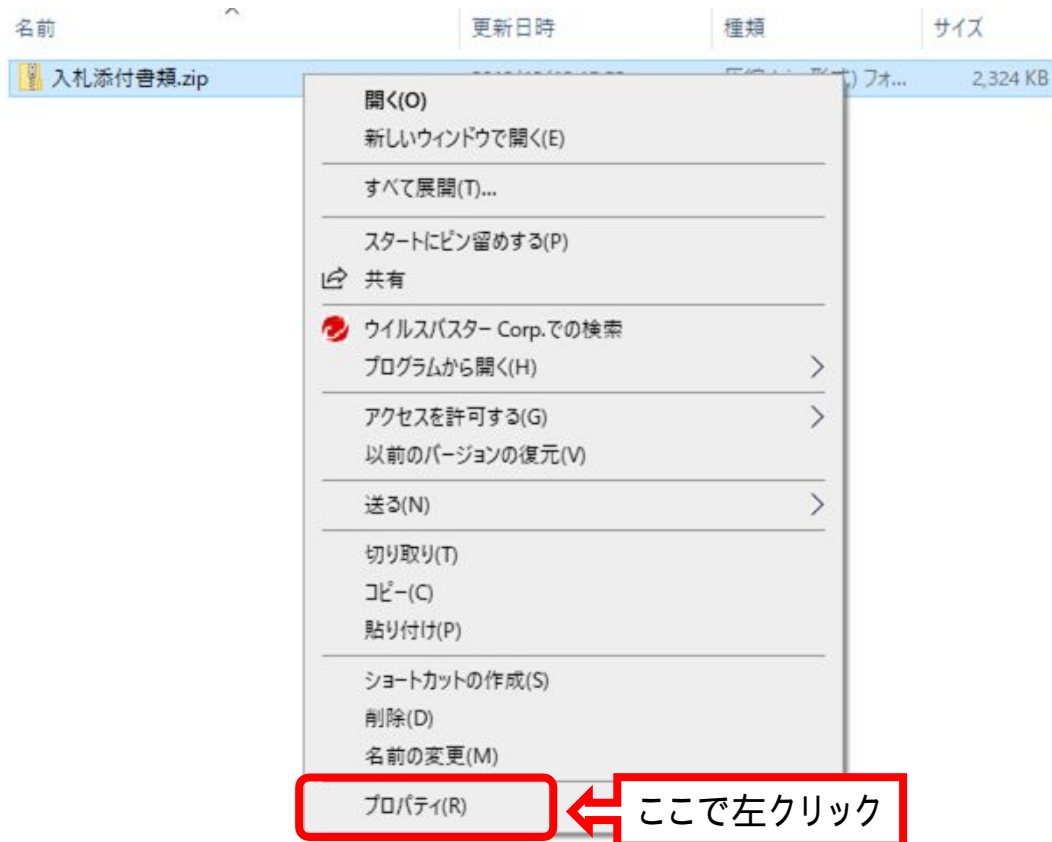 名前 更新日時 種類 サイズ
入札添付書類.zip フォ... 2,324 KB
開く(O)
新しいウィンドウで開く(E)
すべて展開(T)...
スタートにピン留めする(P)
共有
ウイルスバスター Corp.での検索
プログラムから開く(H)
アクセスを許可する(G)
以前のバージョンの復元(V)
送る(N)
切り取り(T)
コピー(C)
貼り付け(P)
ショートカットの作成(S)
削除(D)
名前の変更(M)
プロパティ(R) ここで左クリック